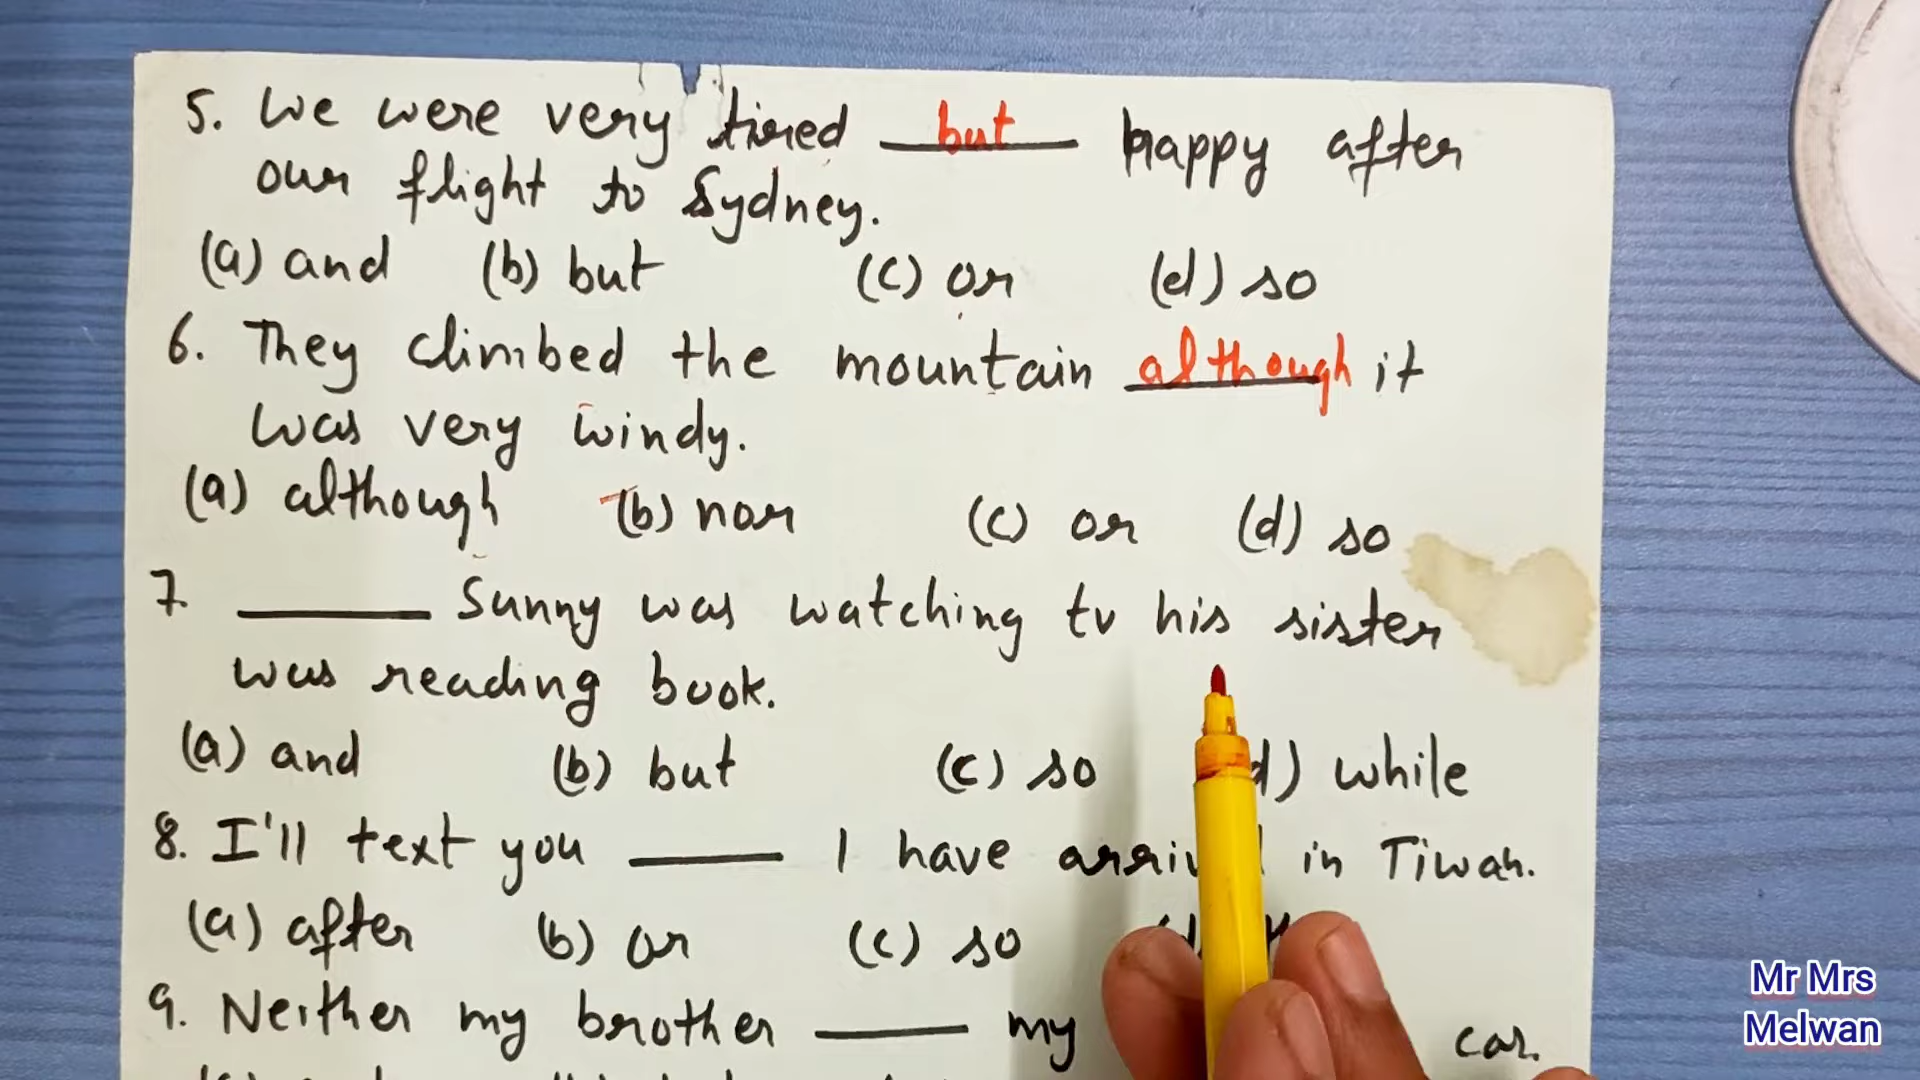 5. We were very tired but happy after
our flight to Sydney.
(a) and (b) but (c) or (d) so
6. They climbed the mountain although it
was very windy.
(a) although (b) nor (c) or (d) so
7. Sunny was watching tv his sister
was reading book.
(a) and (b) but (c) so d) while
8. I'll text you I have in Tiwan.
(a) after (b) or (c) so
9. Neither my brother my car.
Mr Mrs
Melwan